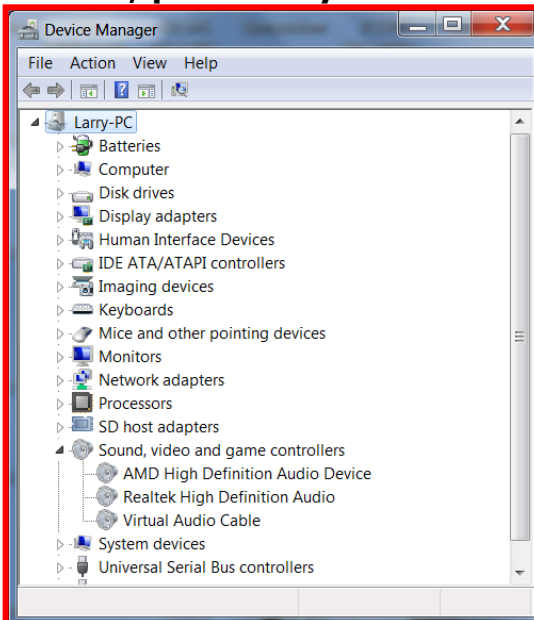 Device Manager
File Action View Help
Larry-PC
Batteries
Computer
Disk drives
Display adapters
Human Interface Devices
IDE ATA/ATAPI controllers
Imaging devices
Keyboards
Mice and other pointing devices
Monitors
Network adapters
Processors
SD host adapters
Sound, video and game controllers
AMD High Definition Audio Device
Realtek High Definition Audio
Virtual Audio Cable
System devices
Universal Serial Bus controllers